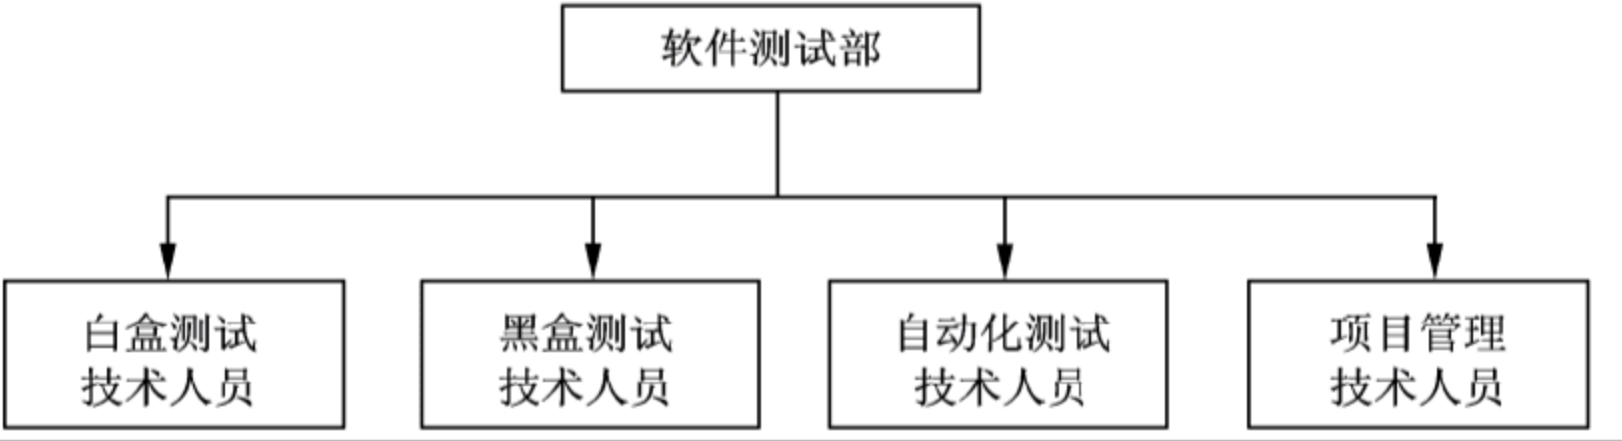 软件测试部
白盒测试
技术人员
黑盒测试
技术人员
自动化测试
技术人员
项目管理
技术人员